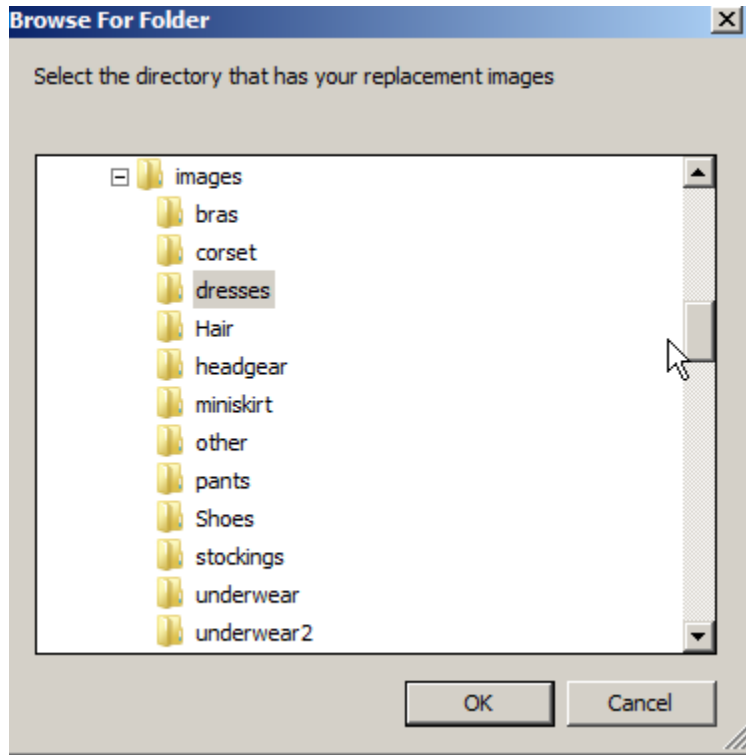 Browse For Folder
Select the directory that has your replacement images
images
bras
corset
dresses
Hair
headgear
miniskirt
other
pants
Shoes
stockings
underwear
underwear2
OK Cancel